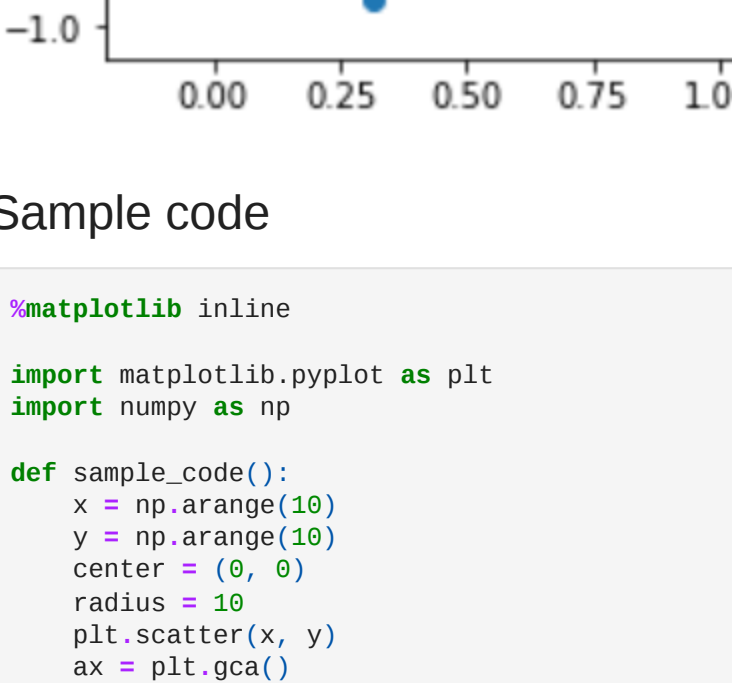 −1.0
0.00 0.25 0.50 0.75 1.0
Sample code
%matplotlib inline
import matplotlib.pyplot as plt
import numpy as np
def sample_code():
    x = np.arange(10)
    y = np.arange(10)
    center = (0, 0)
    radius = 10
    plt.scatter(x, y)
    ax = plt.gca()